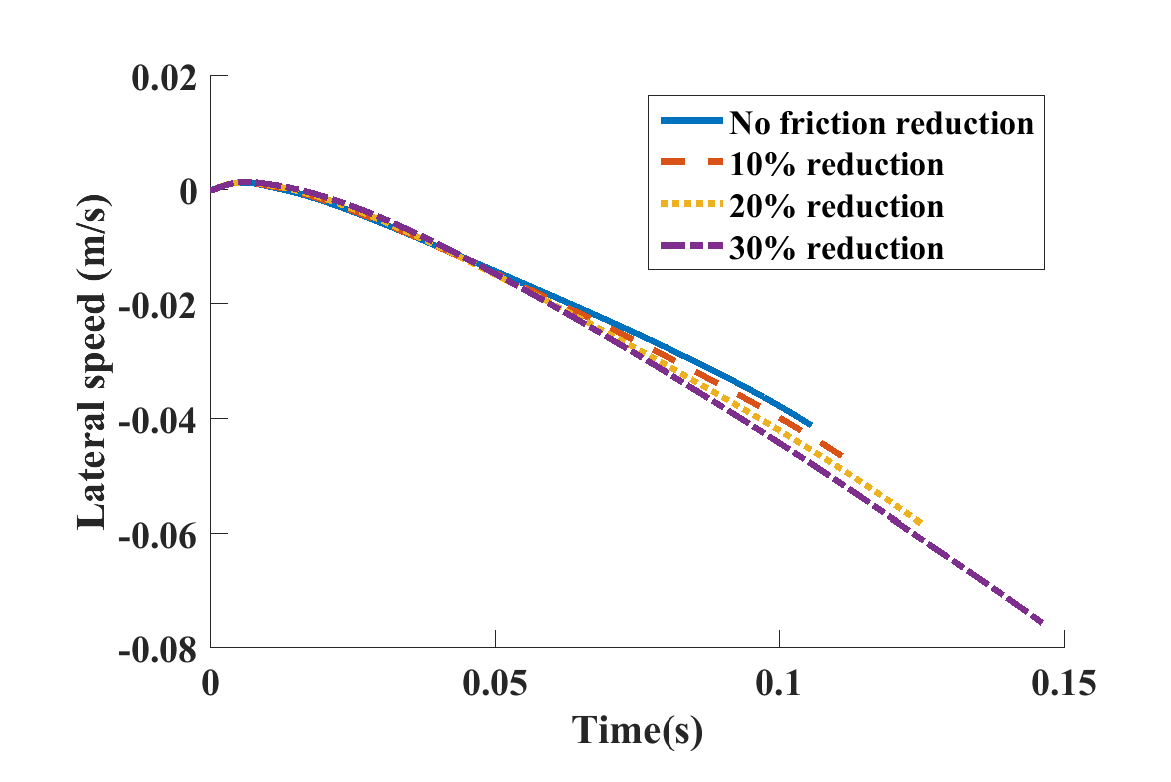 0.02
0
-0.02
-0.04
-0.06
-0.08
Lateral speed (m/s)
No friction reduction
10% reduction
20% reduction
30% reduction
0
0.05
0.1
0.15
Time(s)